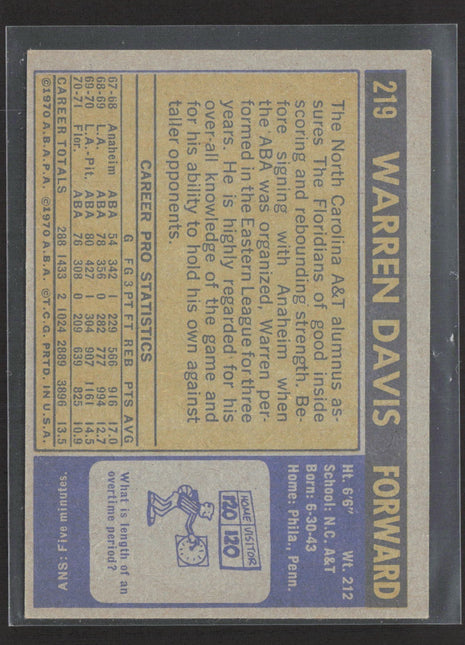 219 WARREN DAVIS FORWARD
The North Carolina A&T alumnus as-
sures The Floridians of good inside
scoring and rebounding strength. Be-
fore signing with Anaheim when
the ABA was organized, Warren per-
formed in the Eastern League for three
years. He is highly regarded for his
over-all knowledge of the game and
for his ability to hold his own against
taller opponents.
Ht. 6'6" Wt. 212
School: N.C. A&T
Born: 6-30-43
Home: Phila., Penn.
CAREER PRO STATISTICS
G FG 3PT FT REB PTS AVG
67-68 Anaheim ABA 54 342 229 566 916 17.0
68-69 L.A. ABA 78 356 0 282 777 994 12.7
69-70 L.A.-Pit. ABA 80 427 1 304 907 1161 14.5
70-71 Flor. ABA 76 308 0 209 639 825 10.9
CAREER TOTALS 288 1433 2 1024 2889 3896 13.5
©1970 A.B.A.P.A. ©1970 A.B.A. ©T.C.G. PRTD. IN U.S.A.
HOME VISITOR
120 120
What is length of an
overtime period?
ANS: Five minutes.